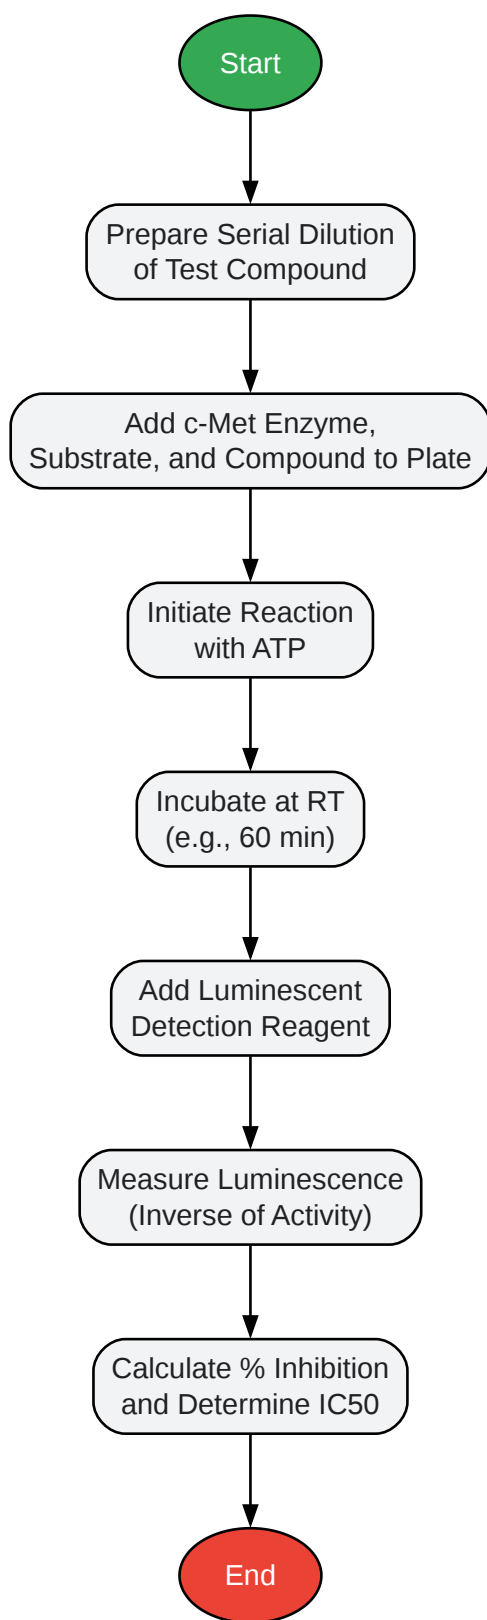 Start
Prepare Serial Dilution
of Test Compound
Add c-Met Enzyme,
Substrate, and Compound to Plate
Initiate Reaction
with ATP
Incubate at RT
(e.g., 60 min)
Add Luminescent
Detection Reagent
Measure Luminescence
(Inverse of Activity)
Calculate % Inhibition
and Determine IC50
End